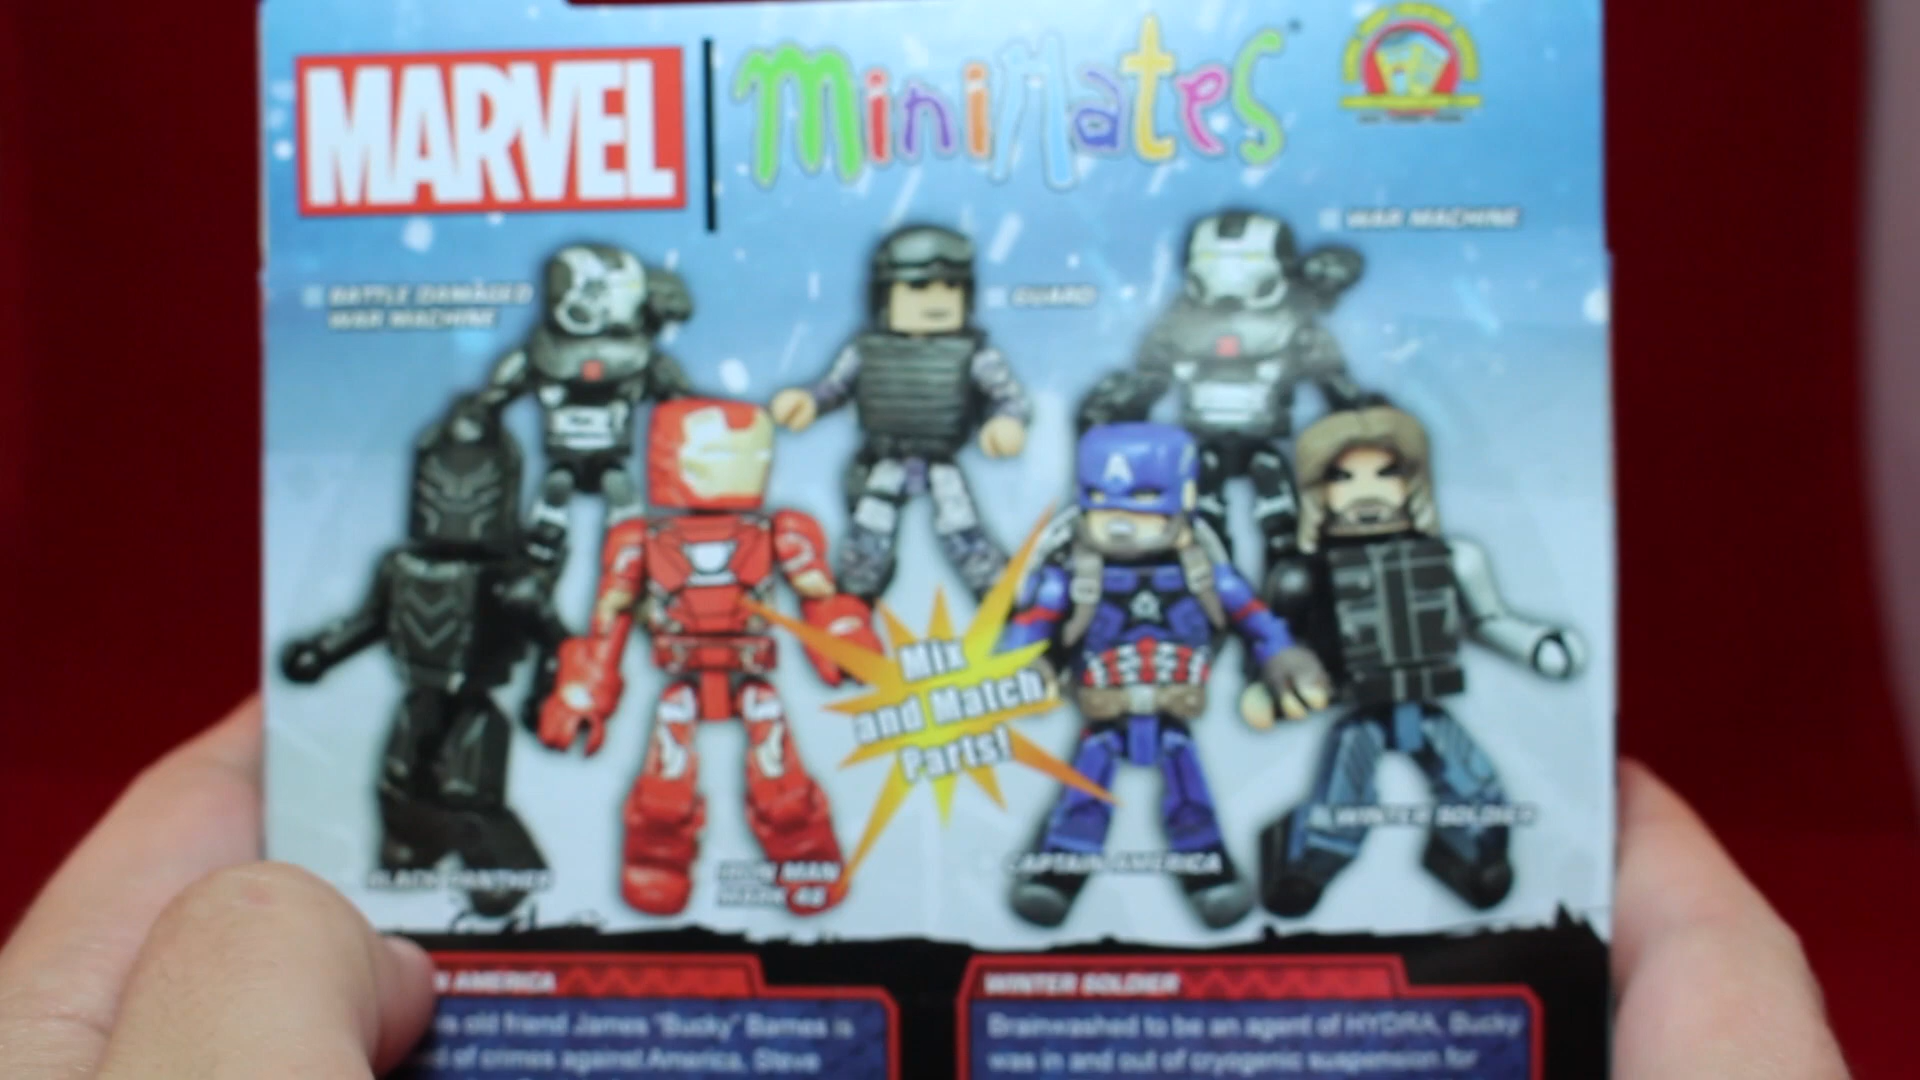 MARVEL
MiniMates
WAR MACHINE
BATTLE DAMAGED
WAR MACHINE
GUARD
Mix
and Match
Parts!
WINTER SOLDIER
CAPTAIN AMERICA
IRON MAN
BLACK PANTHER
N AMERICA
WINTER SOLDIER
old friend James "Bucky" Barnes is
of crimes against America, Steve
Brainwashed to be an agent of HYDRA, Bucky
was in and out of cryogenic suspension for